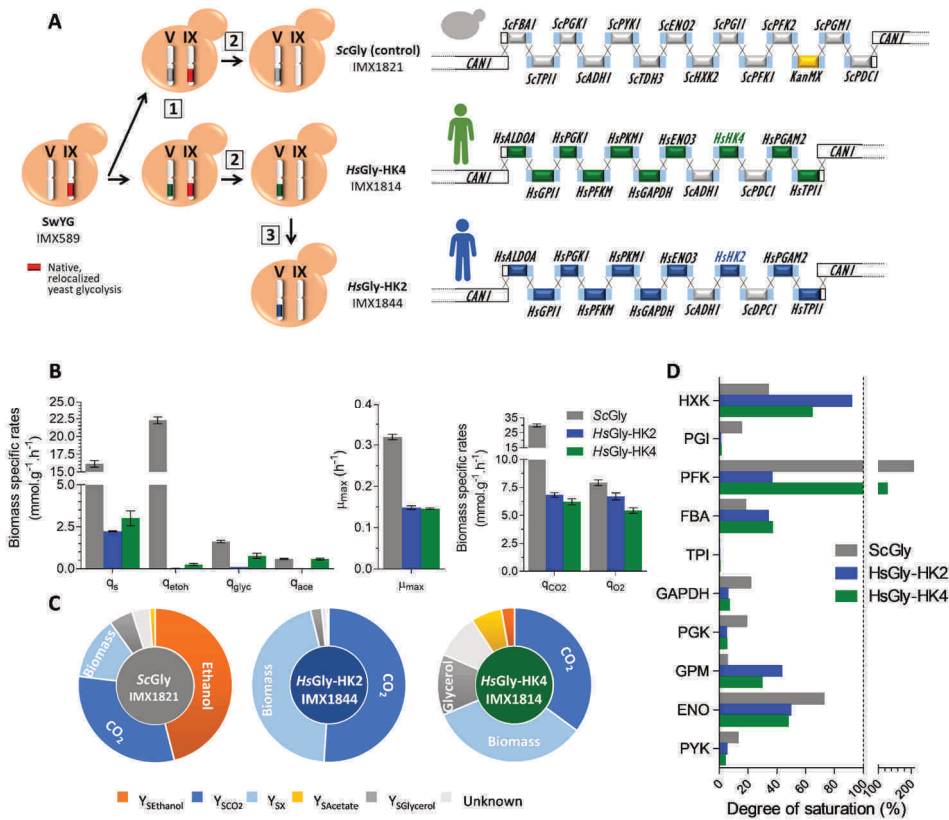 A
V IX
2
V IX
ScGly (control)
IMX1821
ScFBA1 ScPGK1 ScPYK1 ScENO2 ScPGI1 ScPFK2 ScPGM1
CAN1
CAN1
ScTPI1 ScADH1 ScTDH3 ScHXK2 ScPFK1 KanMX ScPDC1
1
V IX
SwYG
IMX589
V IX
2
V IX
HsGly-HK4
IMX1814
HsALDOA HsPGK1 HsPKM1 HsENO3 HsHK4 HsPGAM2
CAN1
CAN1
HsGPI1 HsPFKM HsGAPDH ScADH1 ScPDC1 HsTPI1
3
Native,
relocalized
yeast glycolysis
V IX
HsGly-HK2
IMX1844
HsALDOA HsPGK1 HsPKM1 HsENO3 HsHK2 HsPGAM2
CAN1
CAN1
HsGPI1 HsPFKM HsGAPDH ScADH1 ScDPC1 HsTPI1
B
Biomass specific rates
(mmol.g-1.h-1)
25.0
22.5
20.0
17.5
15.0
5.0
2.5
0.0
qs qetoh qglyc qace
μmax (h-1)
0.4
0.3
0.2
0.1
0.0
μmax
Biomass specific rates
(mmol.g-1.h-1)
35
30
15
10.0
7.5
5.0
2.5
0.0
qCO2 qO2
ScGly
HsGly-HK2
HsGly-HK4
C
Biomass
Ethanol
CO2
ScGly
IMX1821
Biomass
CO2
HsGly-HK2
IMX1844
Glycerol
CO2
Biomass
HsGly-HK4
IMX1814
YSEthanol YSCO2 YSX YSAcetate YSGlycerol Unknown
D
HXK
PGI
PFK
FBA
TPI
GAPDH
PGK
GPM
ENO
PYK
ScGly
HsGly-HK2
HsGly-HK4
0 20 40 60 80 100 100 200
Degree of saturation (%)